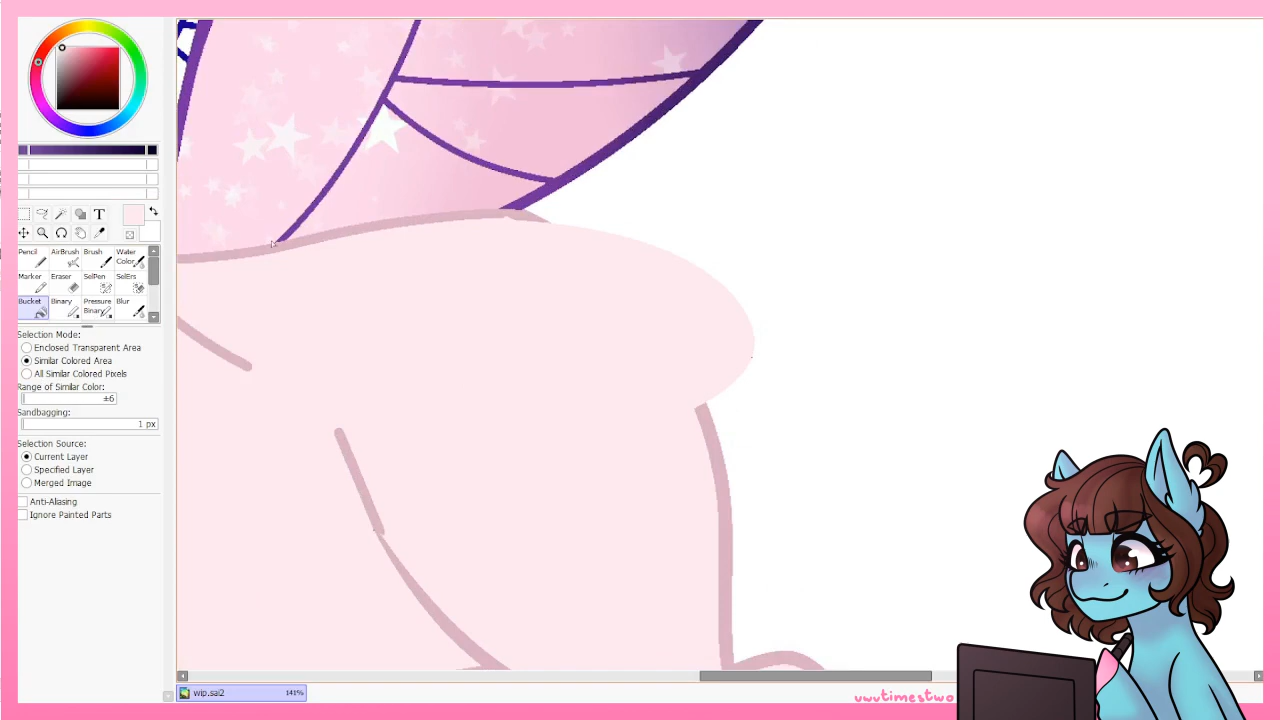 T
Pencil AirBrush Brush Water Color
Marker Eraser SelPen SelErs
Bucket Binary Pressure Binary Blur
Selection Mode:
Enclosed Transparent Area
Similar Colored Area
All Similar Colored Pixels
Range of Similar Color:
±6
Sandbagging:
1 px
Selection Source:
Current Layer
Specified Layer
Merged Image
Anti-Aliasing
Ignore Painted Parts
wip.sai2 141%
uwutimestwo